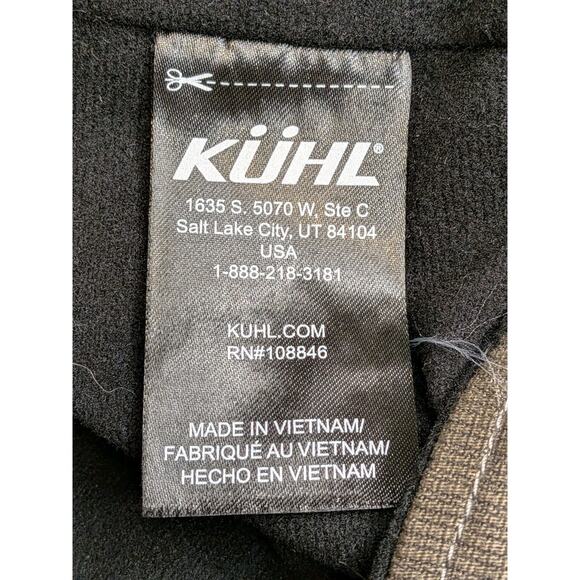 KÜHL®
1635 S. 5070 W, Ste C
Salt Lake City, UT 84104
USA
1-888-218-3181
KUHL.COM
RN#108846
MADE IN VIETNAM/
FABRIQUÉ AU VIETNAM/
HECHO EN VIETNAM